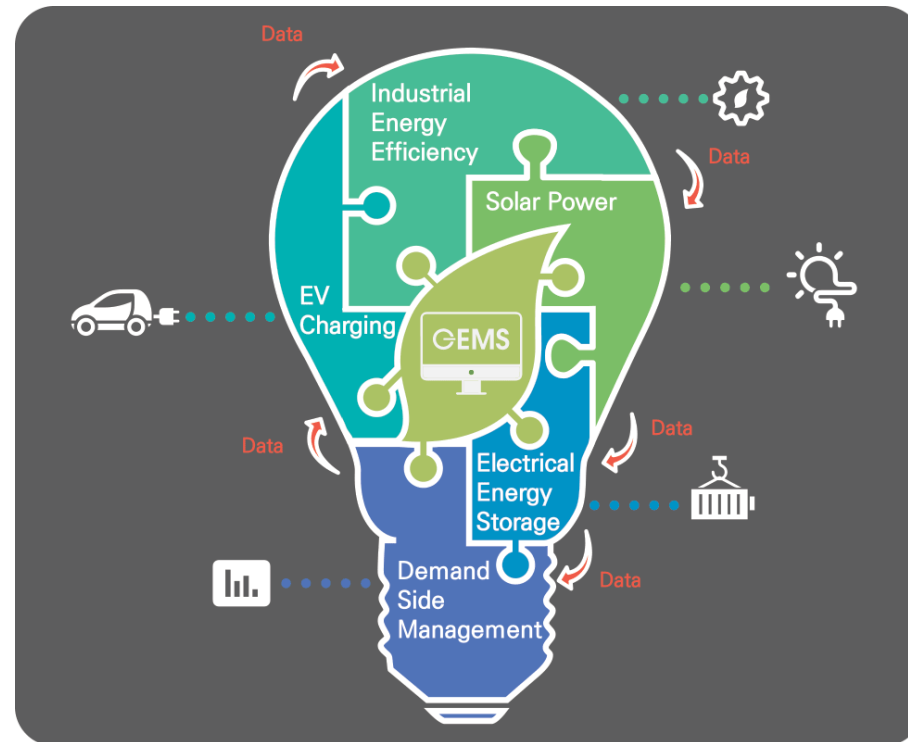 Data
Industrial
Energy
Efficiency
Data
Solar Power
EV
Charging
GEMS
Data
Data
Electrical
Energy
Storage
Data
Demand
Side
Management